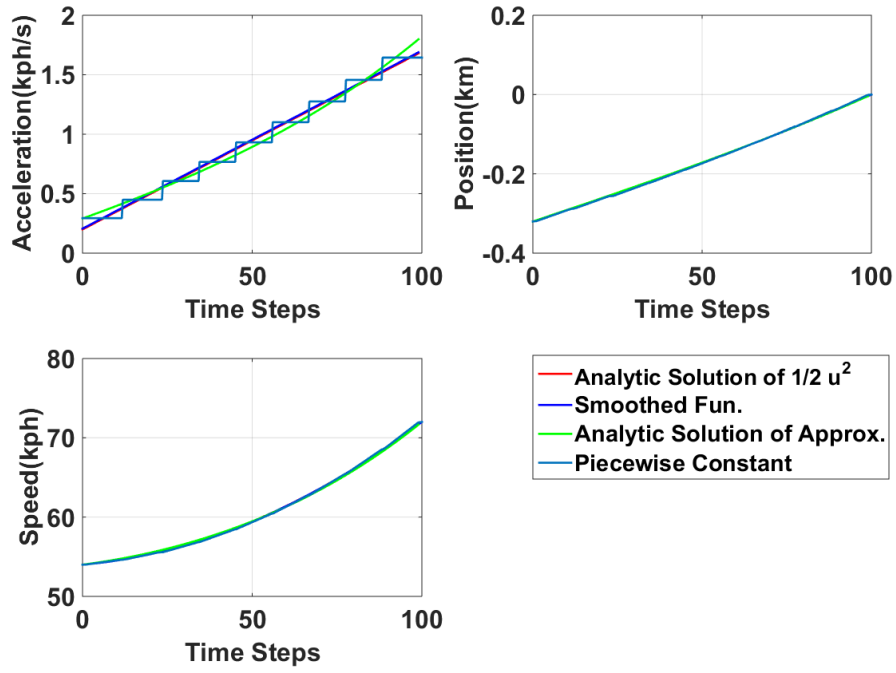 Acceleration(kph/s)
2
1.5
1
0.5
0
0 50 100
Time Steps
Position(km)
0.2
0
-0.2
-0.4
0 50 100
Time Steps
Speed(kph)
80
70
60
50
0 50 100
Time Steps
Analytic Solution of 1/2 u²
Smoothed Fun.
Analytic Solution of Approx.
Piecewise Constant